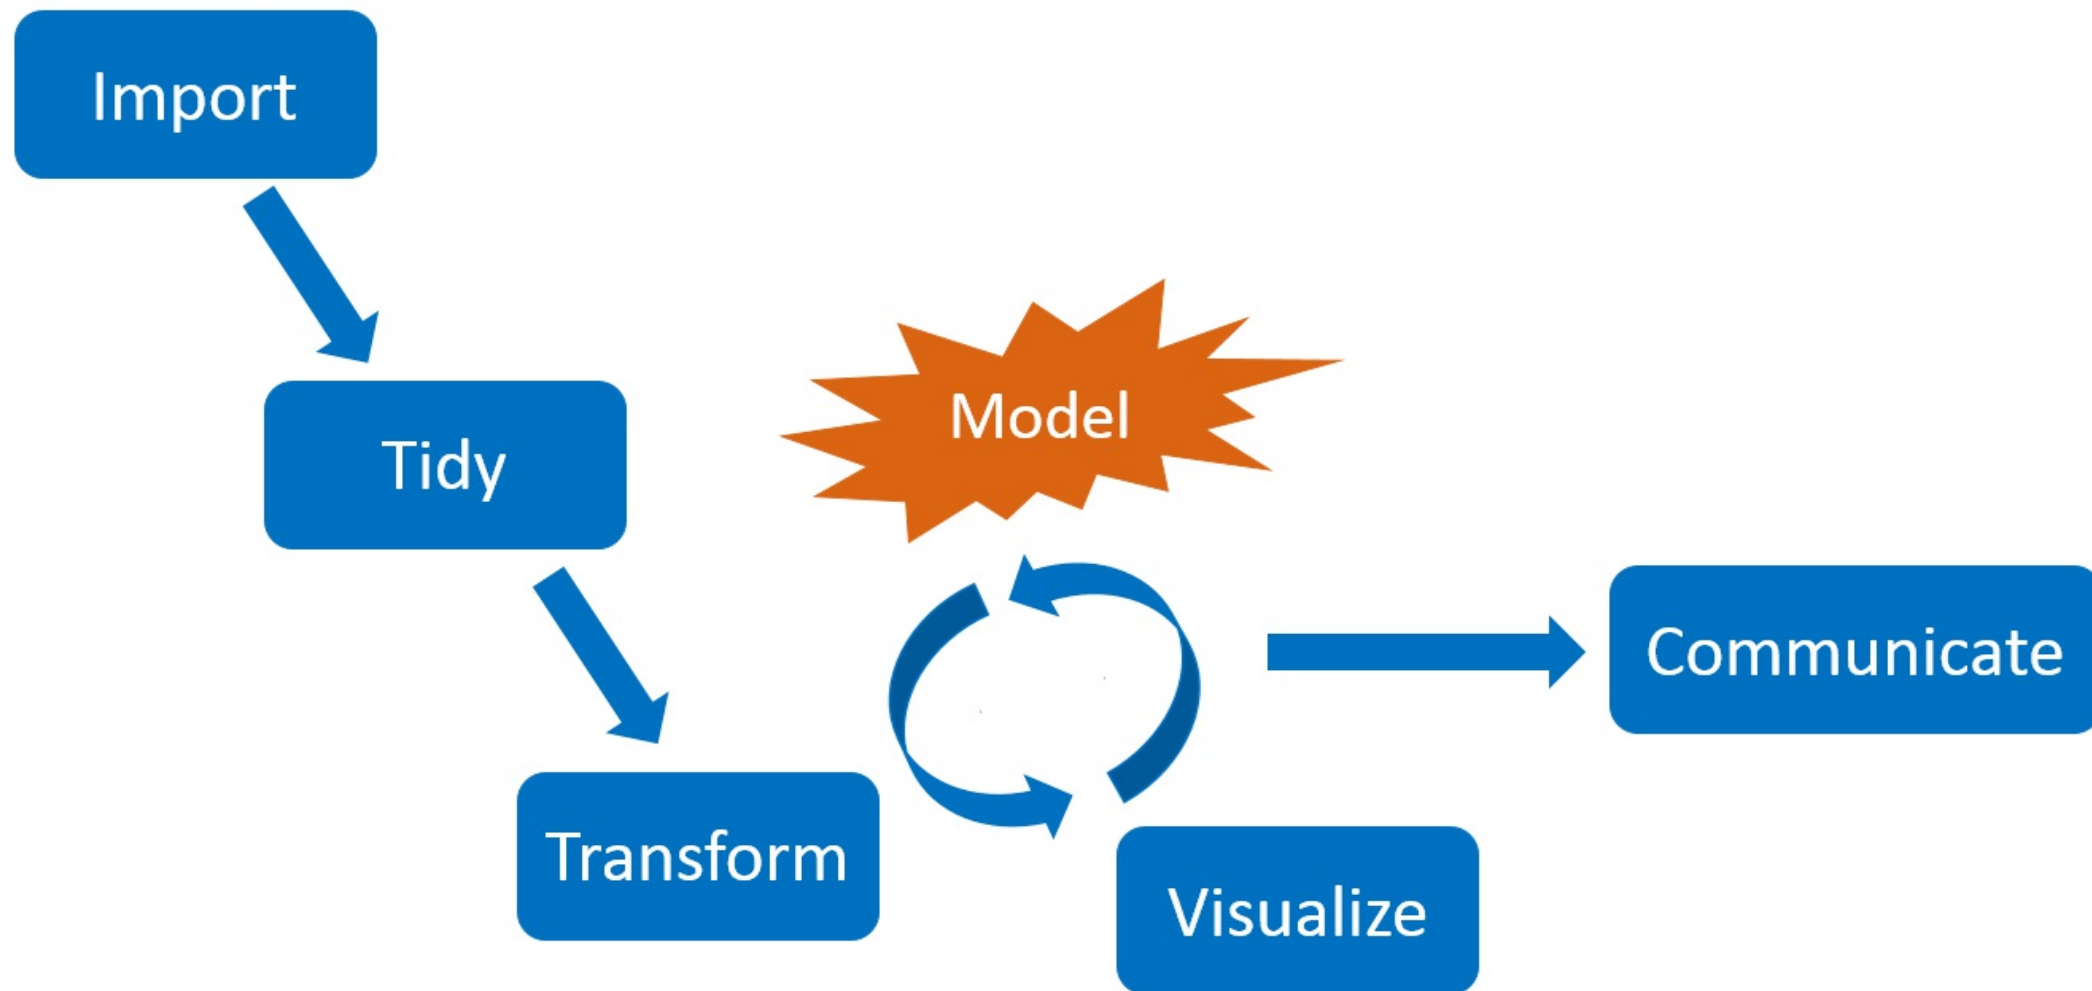 Import
Tidy
Model
Communicate
Transform
Visualize